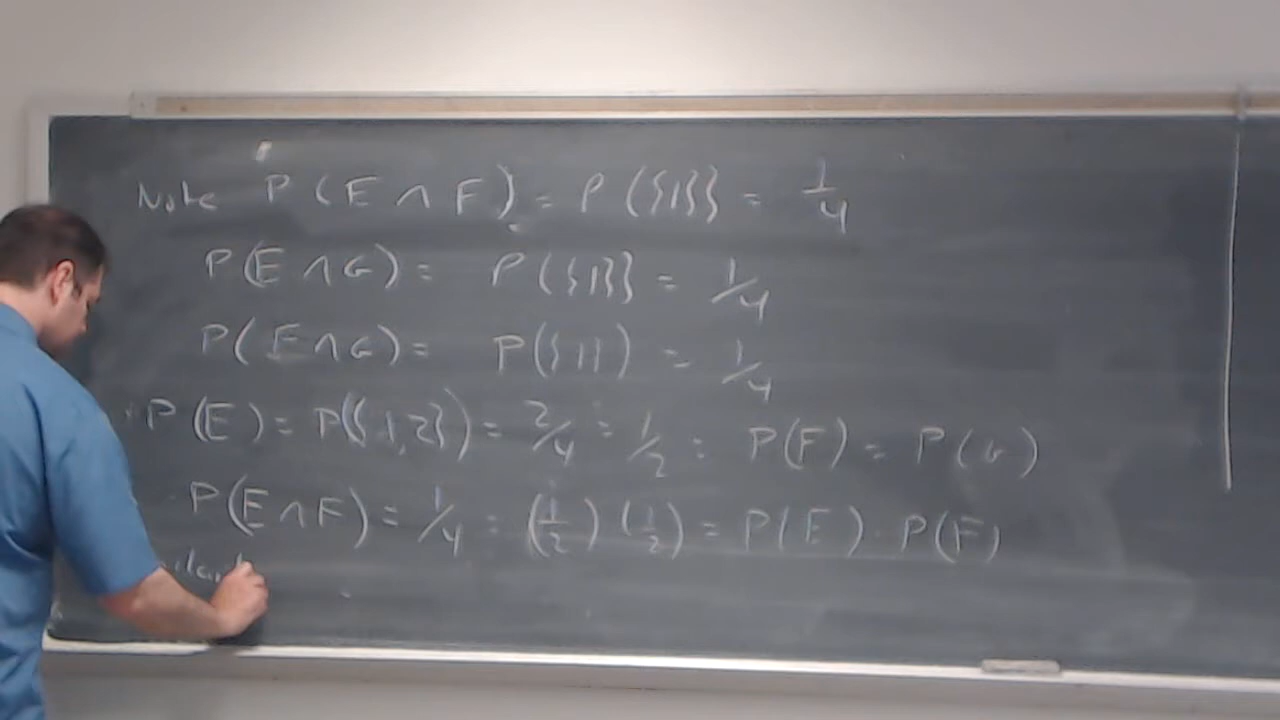 Note P(E ∩ F) = P({1}) = 1/4
P(E ∩ G) = P({1}) = 1/4
P(F ∩ G) = P({1}) = 1/4
P(E) = P({1,2}) = 2/4 = 1/2 = P(F) = P(G)
P(E ∩ F) = 1/4 = (1/2)(1/2) = P(E) · P(F)